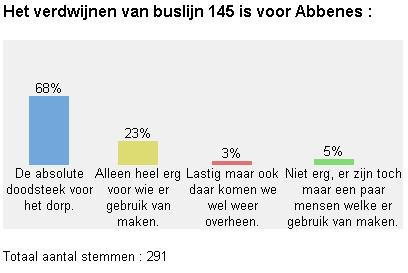 Het verdwijnen van buslijn 145 is voor Abbenes :
68%
23%
3%
5%
De absolute
doodsteek voor
het dorp.
Alleen heel erg
voor wie er
gebruik van
maken.
Lastig maar ook
daar komen we
wel weer
overheen.
Niet erg, er zijn toch
maar een paar
mensen welke er
gebruik van maken.
Totaal aantal stemmen : 291